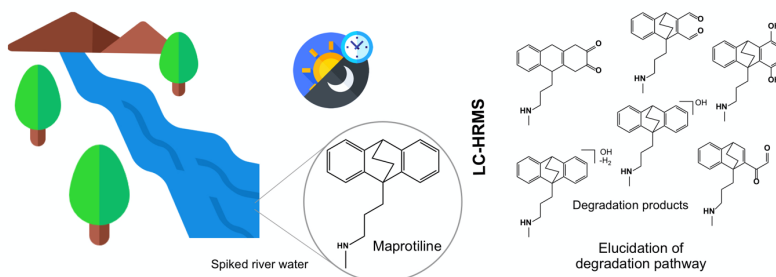 Spiked river water
HN
Maprotiline
LC-HRMS
O
O
HN
O
O
HN
OH
O
OH
HN
OH
HN
OH
-H2
HN
O
O
HN
Degradation products
Elucidation of
degradation pathway